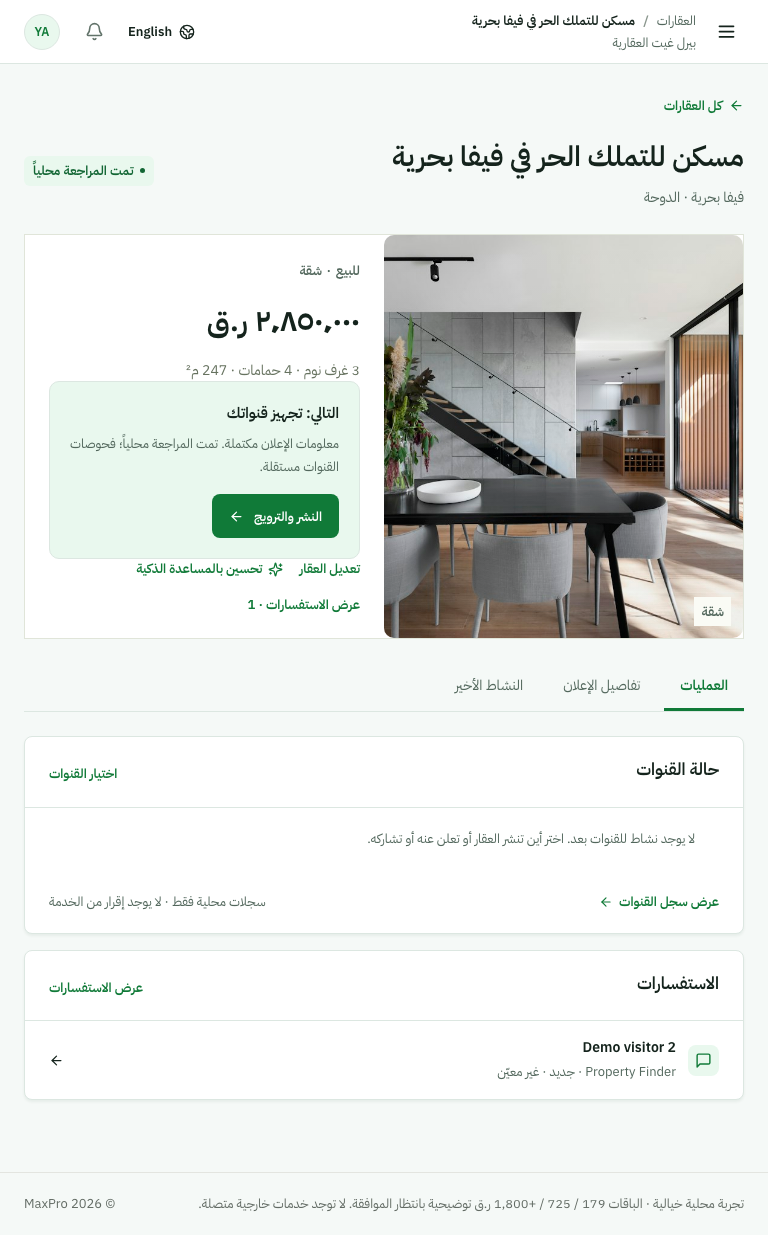 العقارات / مسكن للتملك الحر في فيفا بحرية
بيرل غيت العقارية
English
YA
كل العقارات
مسكن للتملك الحر في فيفا بحرية
تمت المراجعة محلياً
فيفا بحرية · الدوحة
شقة
للبيع · شقة
٢,٨٥٠,٠٠٠ ر.ق
3 غرف نوم · 4 حمامات · 247 م²
التالي: تجهيز قنواتك
معلومات الإعلان مكتملة. تمت المراجعة محلياً؛ فحوصات
القنوات مستقلة.
النشر والترويج
تعديل العقار
تحسين بالمساعدة الذكية
عرض الاستفسارات · 1
العمليات
تفاصيل الإعلان
النشاط الأخير
حالة القنوات
اختيار القنوات
لا يوجد نشاط للقنوات بعد. اختر أين تنشر العقار أو تعلن عنه أو تشاركه.
عرض سجل القنوات
سجلات محلية فقط · لا يوجد إقرار من الخدمة
الاستفسارات
عرض الاستفسارات
Demo visitor 2
Property Finder · جديد · غير معيّن
تجربة محلية خيالية · الباقات 179 / 725 / +1,800 ر.ق توضيحية بانتظار الموافقة. لا توجد خدمات خارجية متصلة.
© 2026 MaxPro